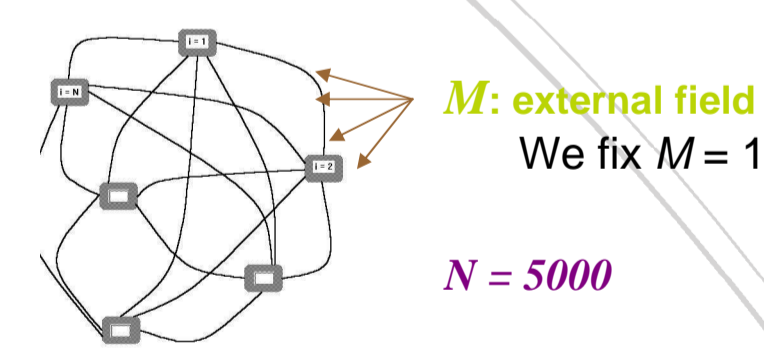 i = 1
i = N
M: external field
We fix M = 1
i = 2
N = 5000